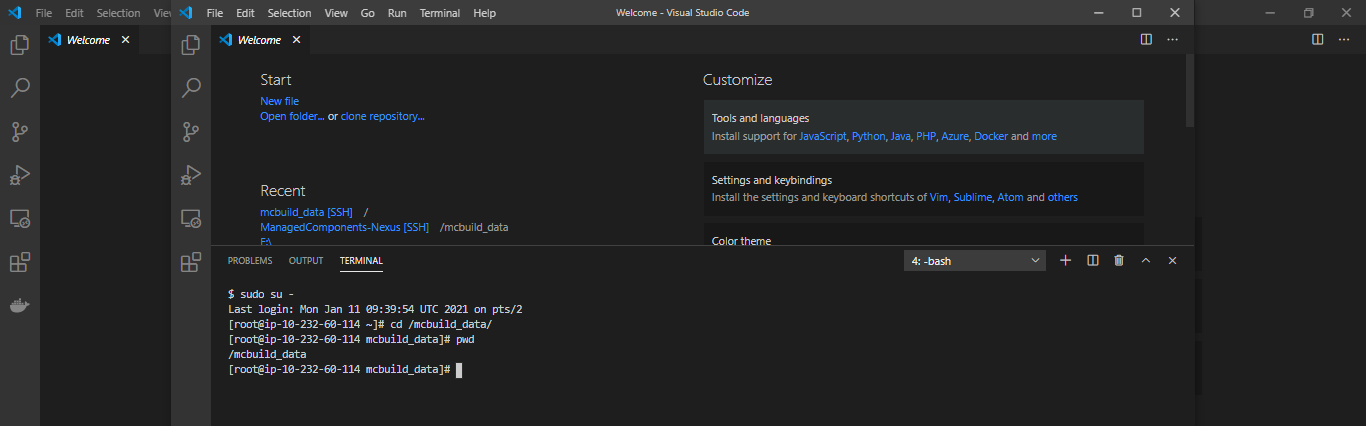 File Edit Selection View
File Edit Selection View Go Run Terminal Help Welcome - Visual Studio Code
Welcome
Welcome
Start
New file
Open folder... or clone repository...
Recent
mcbuild_data [SSH] /
ManagedComponents-Nexus [SSH] /mcbuild_data
F:\
Customize
Tools and languages
Install support for JavaScript, Python, Java, PHP, Azure, Docker and more
Settings and keybindings
Install the settings and keyboard shortcuts of Vim, Sublime, Atom and others
Color theme
PROBLEMS OUTPUT TERMINAL 4: -bash
$ sudo su -
Last login: Mon Jan 11 09:39:54 UTC 2021 on pts/2
[root@ip-10-232-60-114 ~]# cd /mcbuild_data/
[root@ip-10-232-60-114 mcbuild_data]# pwd
/mcbuild_data
[root@ip-10-232-60-114 mcbuild_data]#